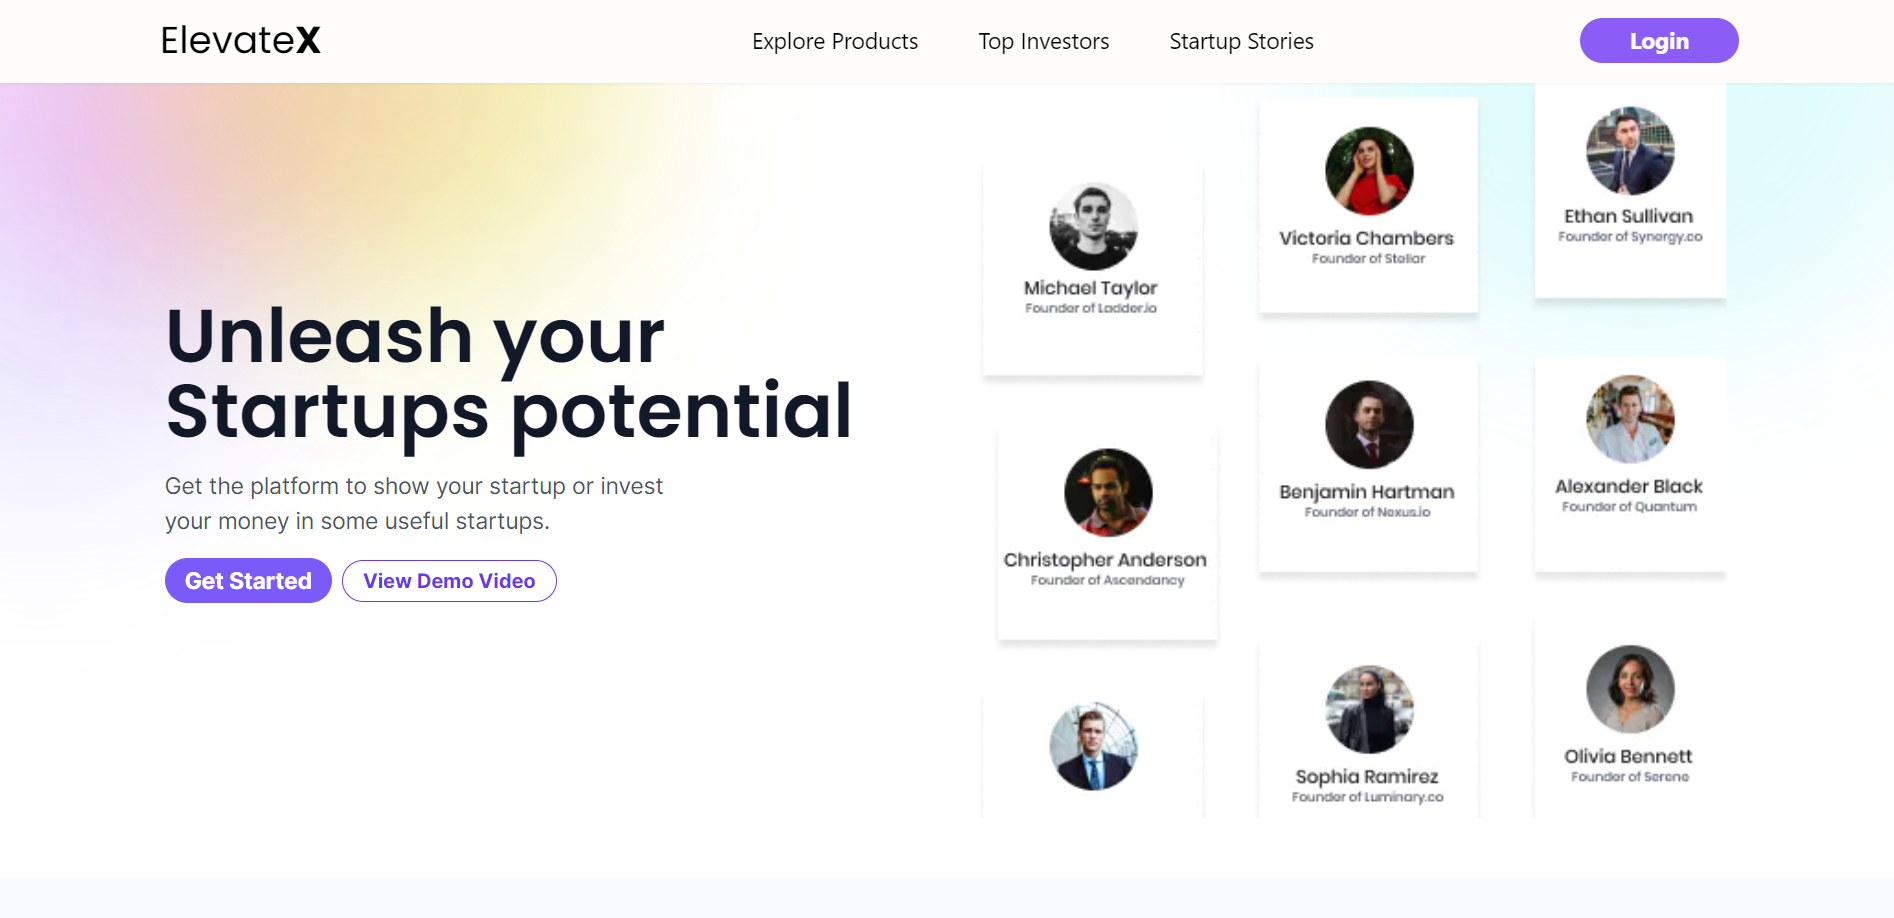 ElevateX
Explore Products
Top Investors
Startup Stories
Login
Unleash your
Startups potential
Get the platform to show your startup or invest
your money in some useful startups.
Get Started
View Demo Video
Michael Taylor
Founder of Ladder.io
Christopher Anderson
Founder of Ascendancy
Victoria Chambers
Founder of Stellar
Benjamin Hartman
Founder of Nexus.io
Sophia Ramirez
Founder of Luminary.co
Ethan Sullivan
Founder of Synergy.co
Alexander Black
Founder of Quantum
Olivia Bennett
Founder of Serene